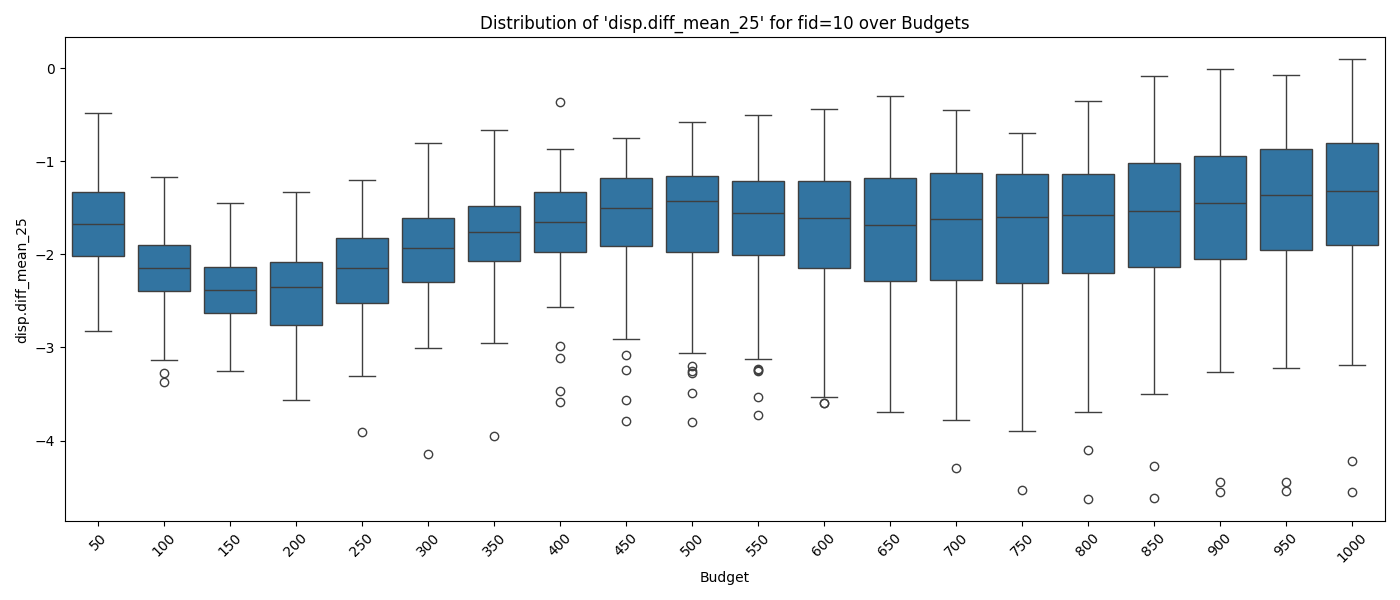 Distribution of 'disp.diff_mean_25' for fid=10 over Budgets
disp.diff_mean_25
0
−1
−2
−3
−4
50 100 150 200 250 300 350 400 450 500 550 600 650 700 750 800 850 900 950 1000
Budget